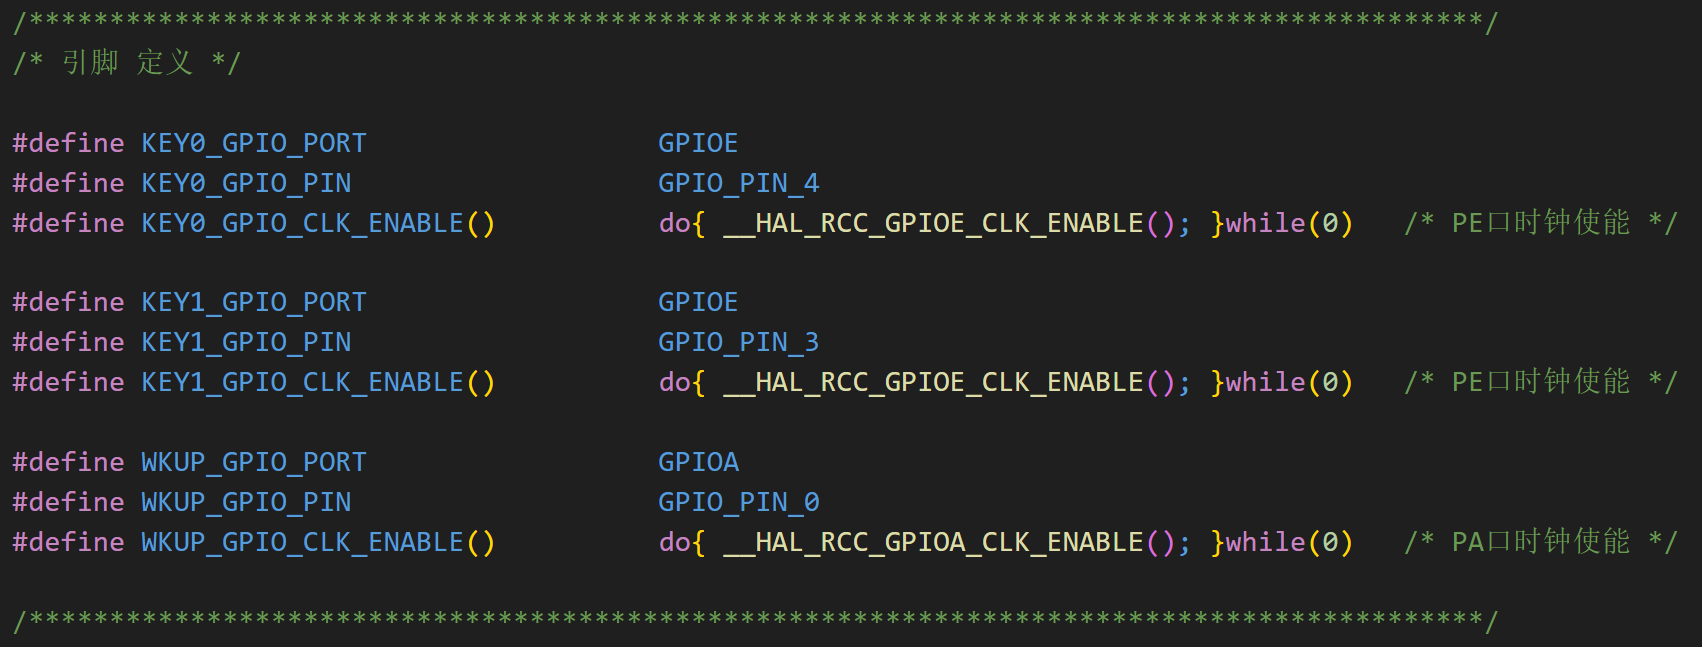 /******************************************************************************************/
/* 引脚 定义 */
#define KEY0_GPIO_PORT                  GPIOE
#define KEY0_GPIO_PIN                   GPIO_PIN_4
#define KEY0_GPIO_CLK_ENABLE()          do{ __HAL_RCC_GPIOE_CLK_ENABLE(); }while(0)   /* PE口时钟使能 */
#define KEY1_GPIO_PORT                  GPIOE
#define KEY1_GPIO_PIN                   GPIO_PIN_3
#define KEY1_GPIO_CLK_ENABLE()          do{ __HAL_RCC_GPIOE_CLK_ENABLE(); }while(0)   /* PE口时钟使能 */
#define WKUP_GPIO_PORT                  GPIOA
#define WKUP_GPIO_PIN                   GPIO_PIN_0
#define WKUP_GPIO_CLK_ENABLE()          do{ __HAL_RCC_GPIOA_CLK_ENABLE(); }while(0)   /* PA口时钟使能 */
/******************************************************************************************/